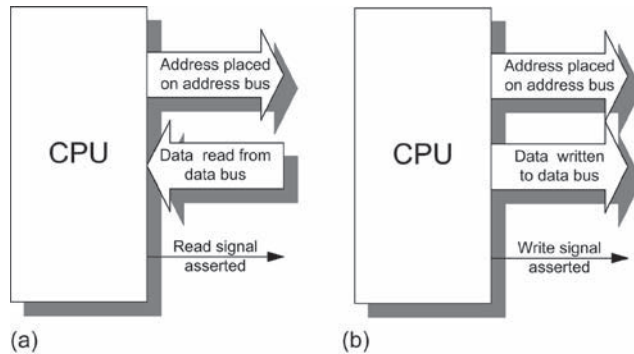 CPU
Address placed
on address bus
Data read from
data bus
Read signal
asserted
(a)
CPU
Address placed
on address bus
Data written
to data bus
Write signal
asserted
(b)